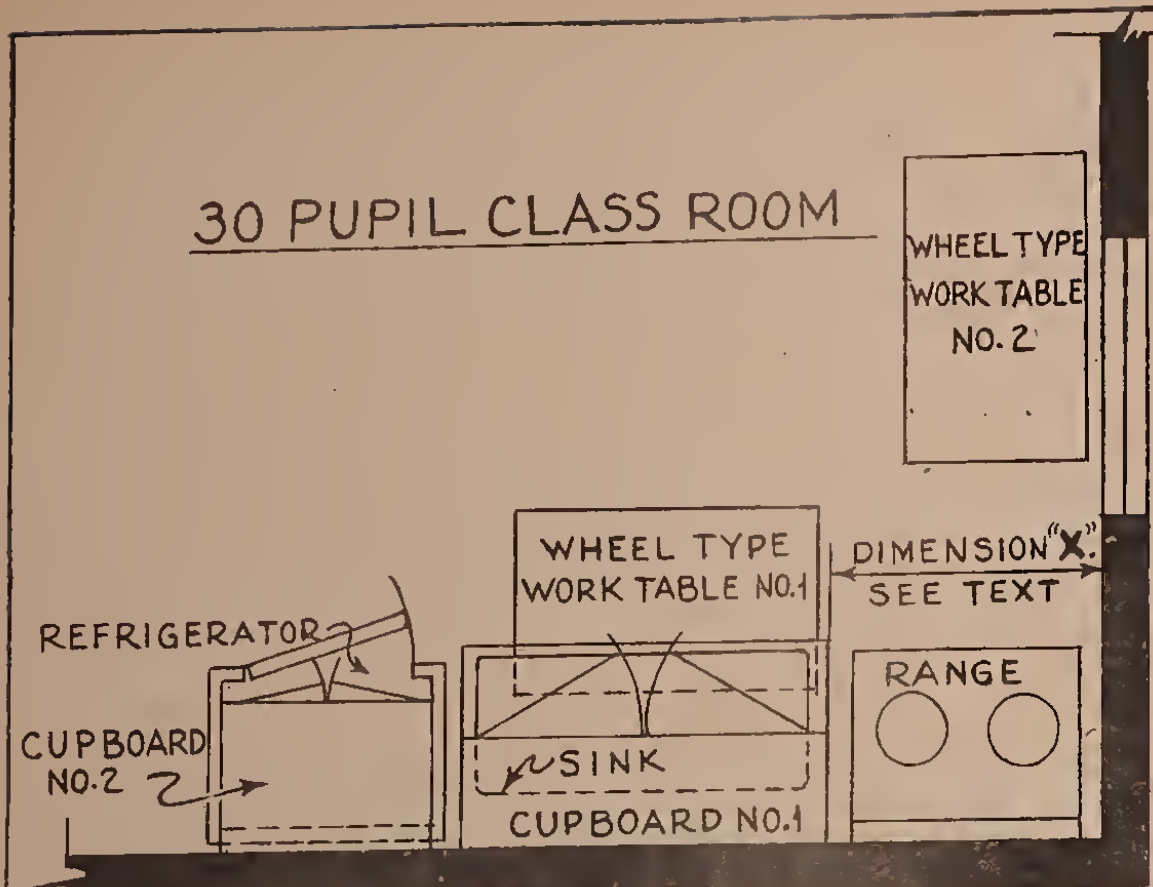 30 PUPIL CLASS ROOM
WHEEL TYPE
WORK TABLE
NO. 2
WHEEL TYPE
WORK TABLE NO.1
DIMENSION "X".
SEE TEXT
REFRIGERATOR
RANGE
CUPBOARD
NO.2
SINK
CUPBOARD NO.1